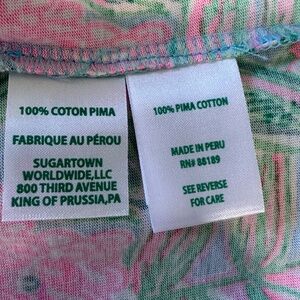 100% COTON PIMA
FABRIQUE AU PÉROU
SUGARTOWN
WORLDWIDE,LLC
800 THIRD AVENUE
KING OF PRUSSIA,PA
100% PIMA COTTON
MADE IN PERU
RN# 88189
SEE REVERSE
FOR CARE